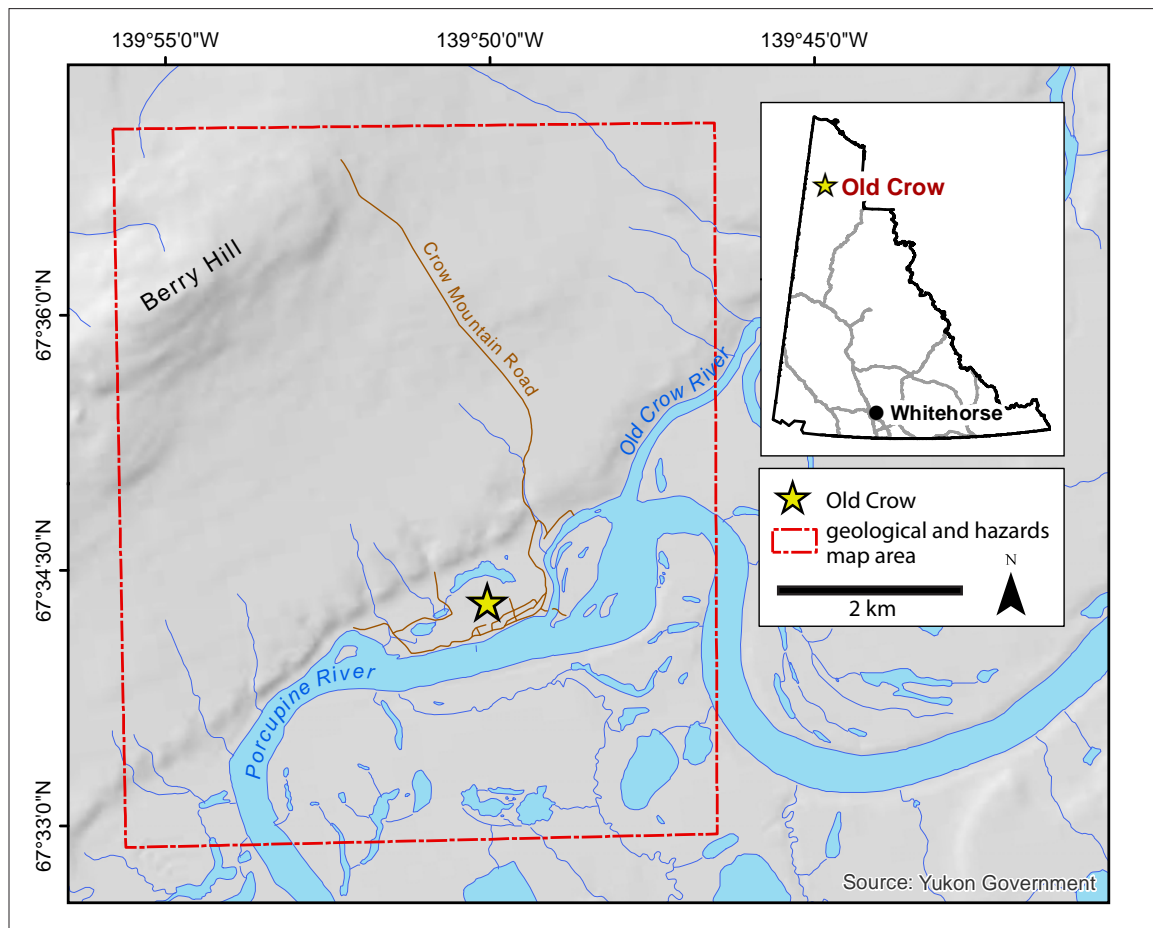 139°55'0"W
139°50'0"W
139°45'0"W
67°36'0"N
67°34'30"N
67°33'0"N
Berry Hill
Crow Mountain Road
Old Crow River
Porcupine River
Old Crow
Whitehorse
Old Crow
geological and hazards
map area
N
2 km
Source: Yukon Government